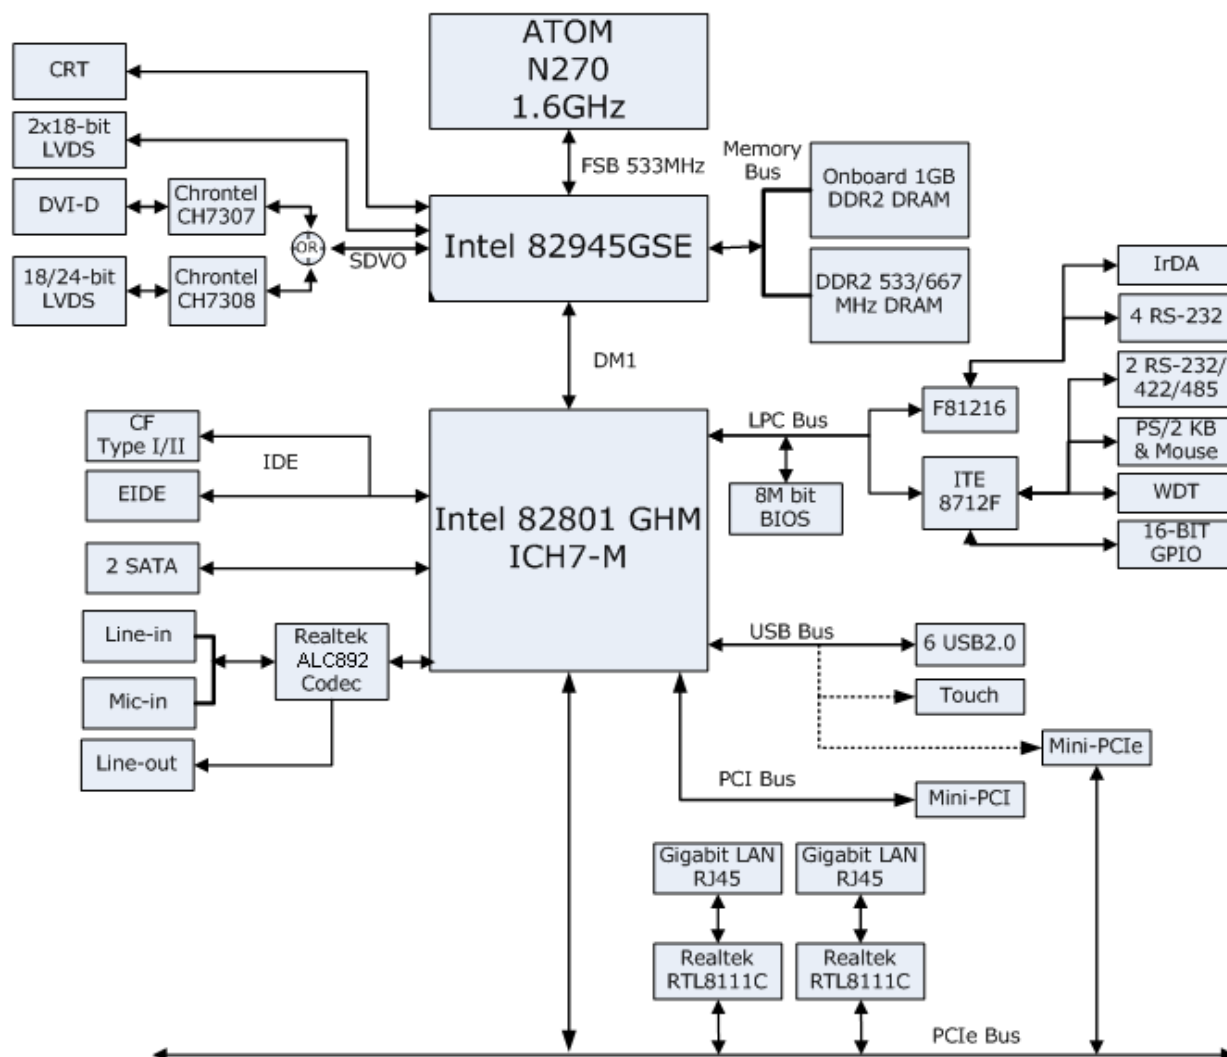 ATOM
N270
1.6GHz
CRT
2x18-bit
LVDS
DVI-D
Chrontel
CH7307
18/24-bit
LVDS
Chrontel
CH7308
OR
SDVO
FSB 533MHz
Intel 82945GSE
Memory
Bus
Onboard 1GB
DDR2 DRAM
DDR2 533/667
MHz DRAM
DM1
IrDA
4 RS-232
2 RS-232/
422/485
PS/2 KB
& Mouse
WDT
16-BIT
GPIO
F81216
ITE
8712F
LPC Bus
8M bit
BIOS
CF
Type I/II
IDE
EIDE
2 SATA
Intel 82801 GHM
ICH7-M
Line-in
Mic-in
Line-out
Realtek
ALC892
Codec
USB Bus
6 USB2.0
Touch
Mini-PCIe
PCI Bus
Mini-PCI
Gigabit LAN
RJ45
Gigabit LAN
RJ45
Realtek
RTL8111C
Realtek
RTL8111C
PCIe Bus